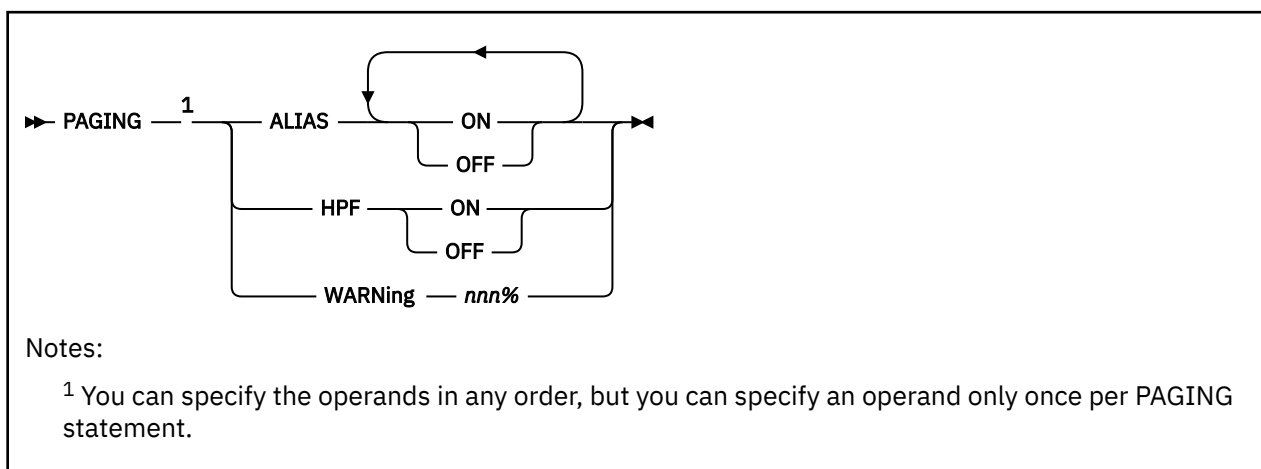 PAGING 1 ALIAS ON
OFF
HPF ON
OFF
WARNing nnn%
Notes:
1 You can specify the operands in any order, but you can specify an operand only once per PAGING
statement.